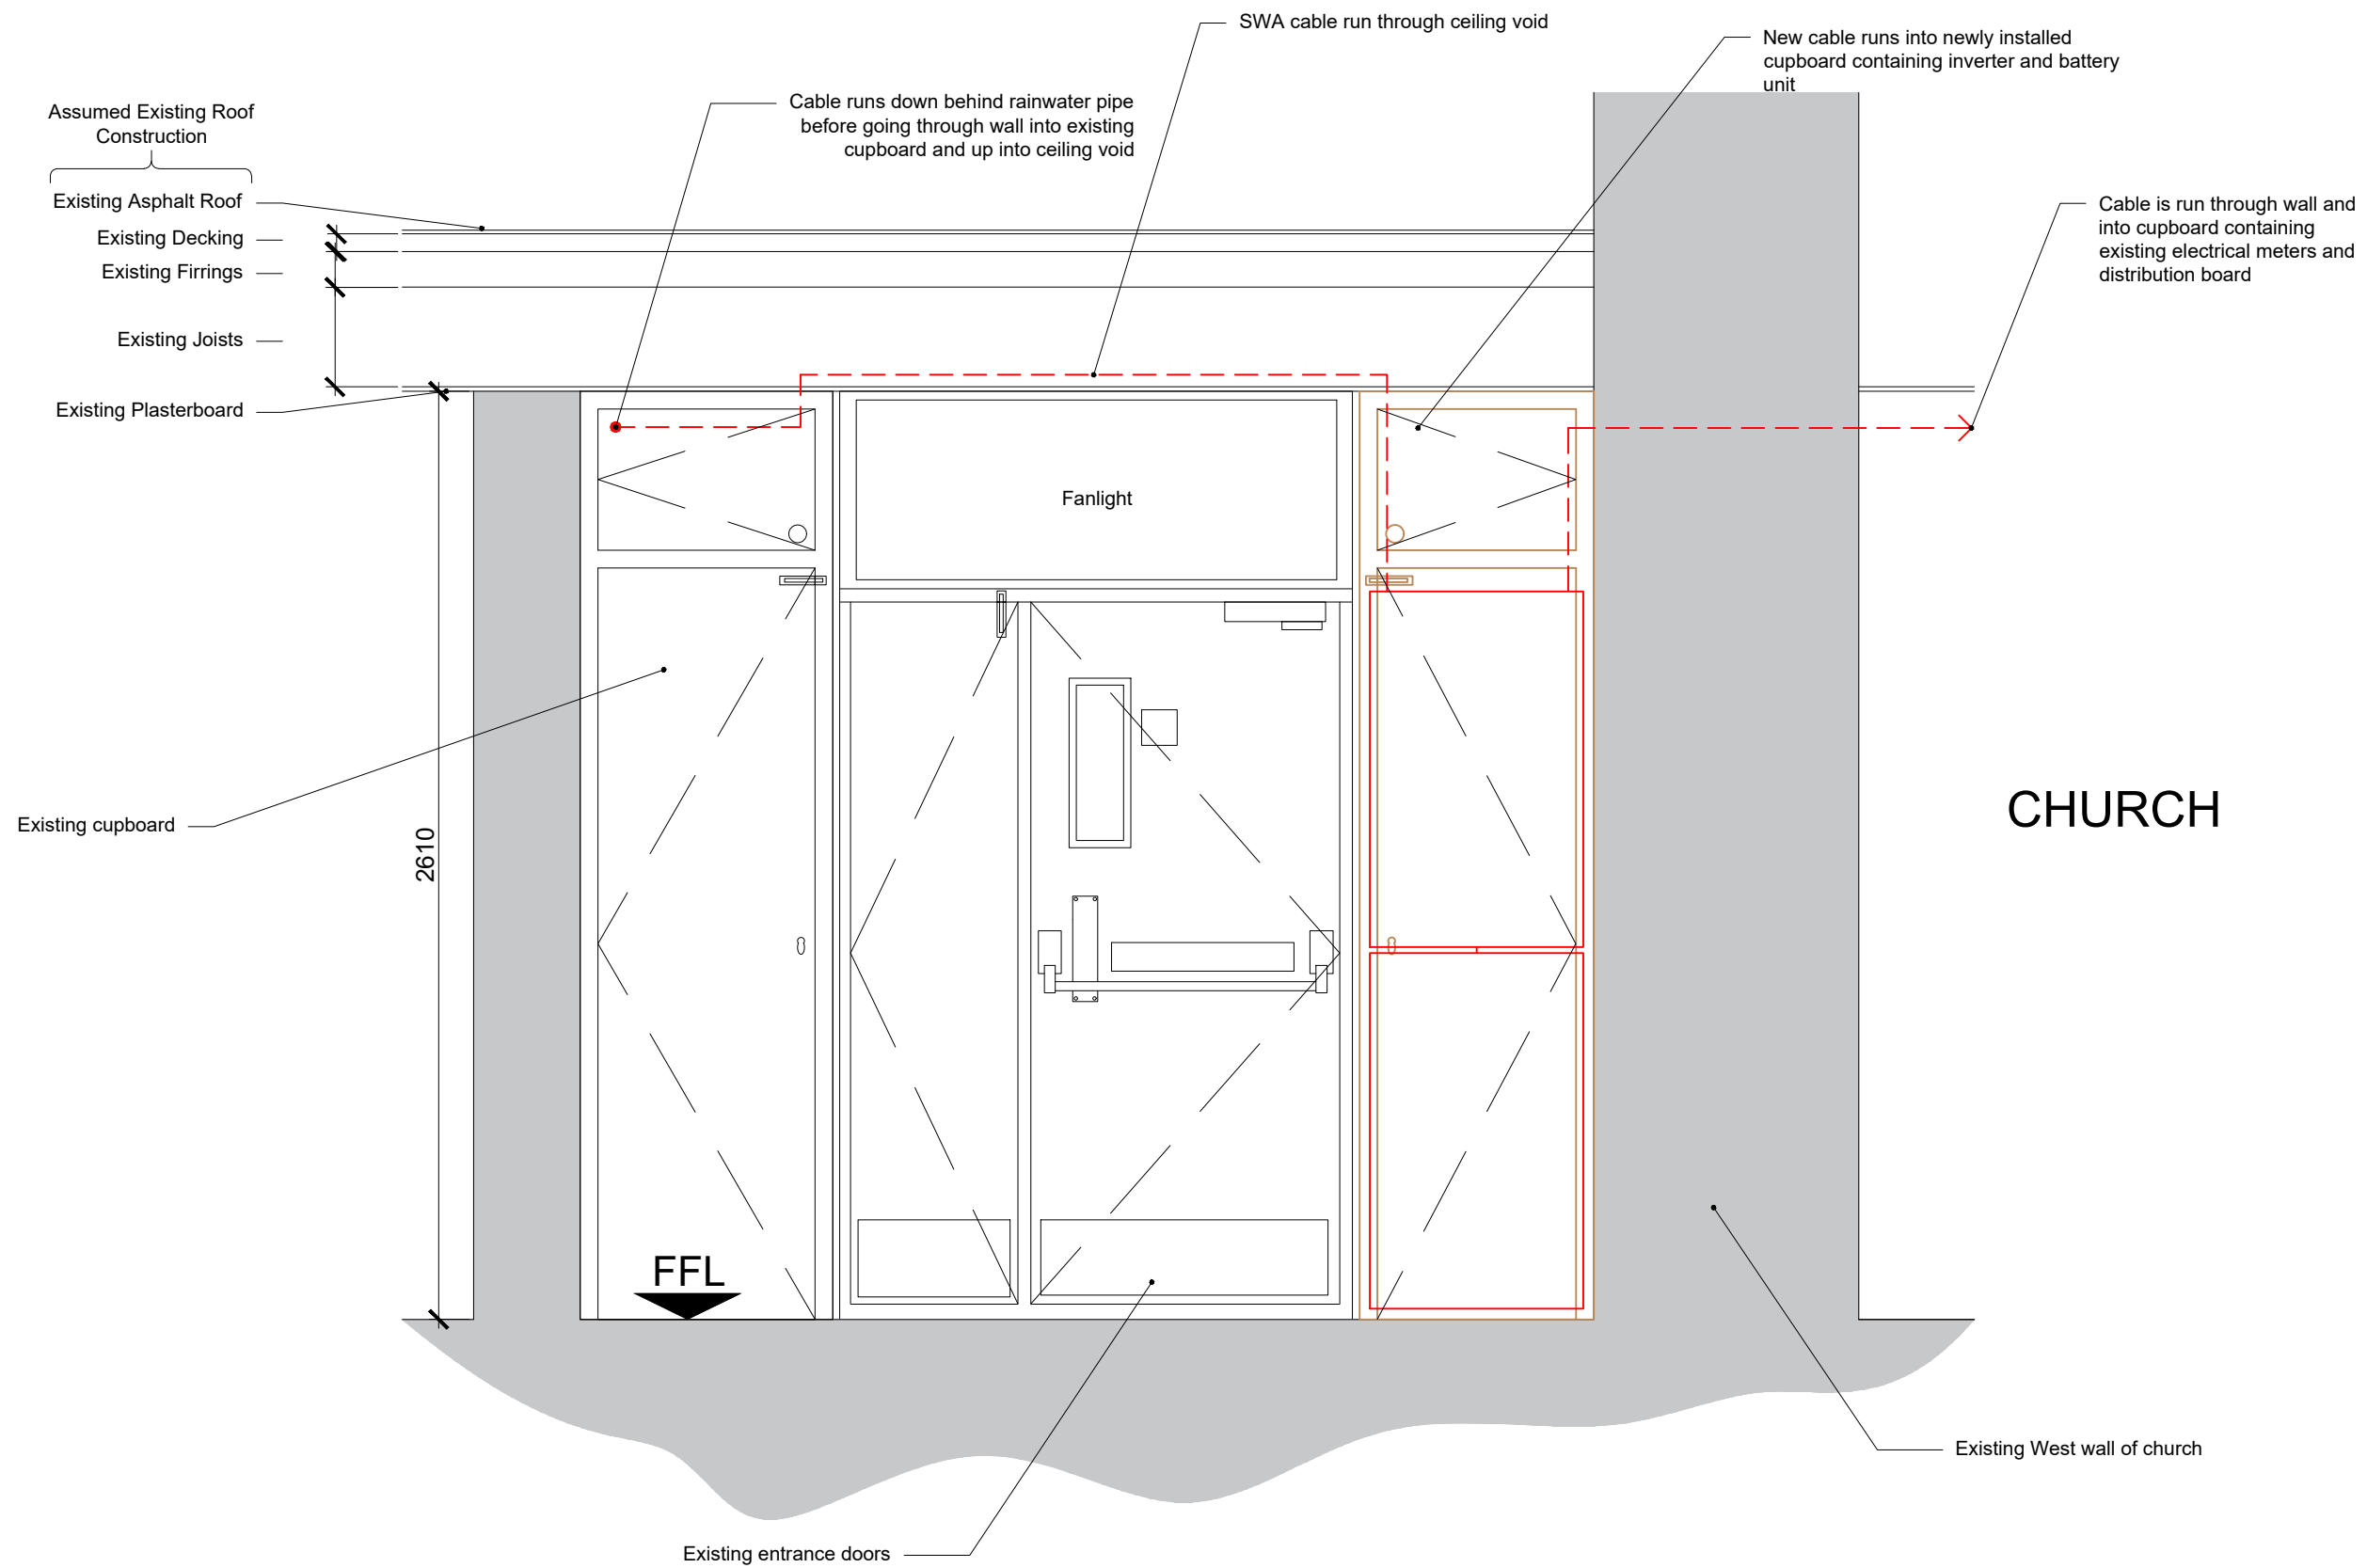 SWA cable run through ceiling void
New cable runs into newly installed
cupboard containing inverter and battery
unit
Cable runs down behind rainwater pipe
before going through wall into existing
cupboard and up into ceiling void
Assumed Existing Roof
Construction
Existing Asphalt Roof
Existing Decking
Existing Firrings
Existing Joists
Existing Plasterboard
Cable is run through wall and
into cupboard containing
existing electrical meters and
distribution board
Fanlight
Existing cupboard
2610
CHURCH
FFL
Existing West wall of church
Existing entrance doors